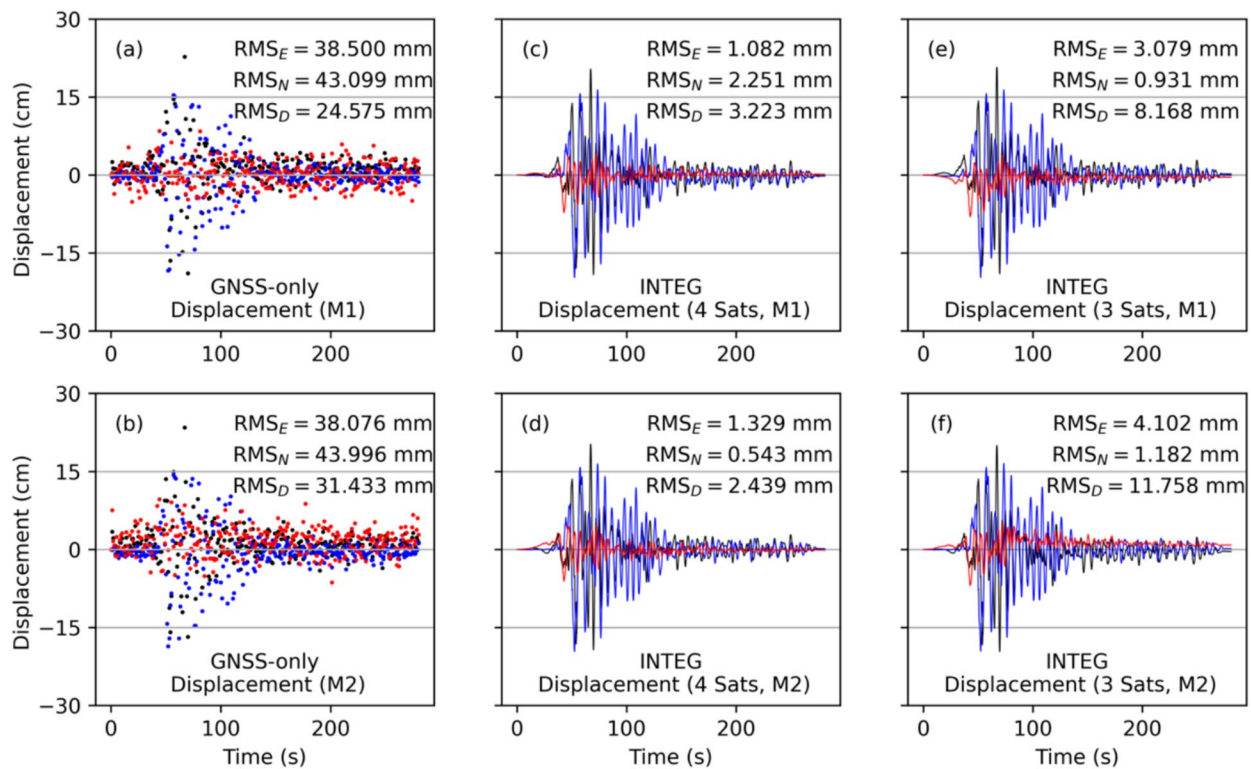 30
(a)
RMS_E = 38.500 mm
RMS_N = 43.099 mm
15
RMS_D = 24.575 mm
Displacement (cm)
0
−15
GNSS-only
Displacement (M1)
−30
0 100 200
(c)
RMS_E = 1.082 mm
RMS_N = 2.251 mm
RMS_D = 3.223 mm
INTEG
Displacement (4 Sats, M1)
0 100 200
(e)
RMS_E = 3.079 mm
RMS_N = 0.931 mm
RMS_D = 8.168 mm
INTEG
Displacement (3 Sats, M1)
0 100 200
30
(b)
RMS_E = 38.076 mm
RMS_N = 43.996 mm
15
RMS_D = 31.433 mm
Displacement (cm)
0
−15
GNSS-only
Displacement (M2)
−30
0 100 200
Time (s)
(d)
RMS_E = 1.329 mm
RMS_N = 0.543 mm
RMS_D = 2.439 mm
INTEG
Displacement (4 Sats, M2)
0 100 200
Time (s)
(f)
RMS_E = 4.102 mm
RMS_N = 1.182 mm
RMS_D = 11.758 mm
INTEG
Displacement (3 Sats, M2)
0 100 200
Time (s)